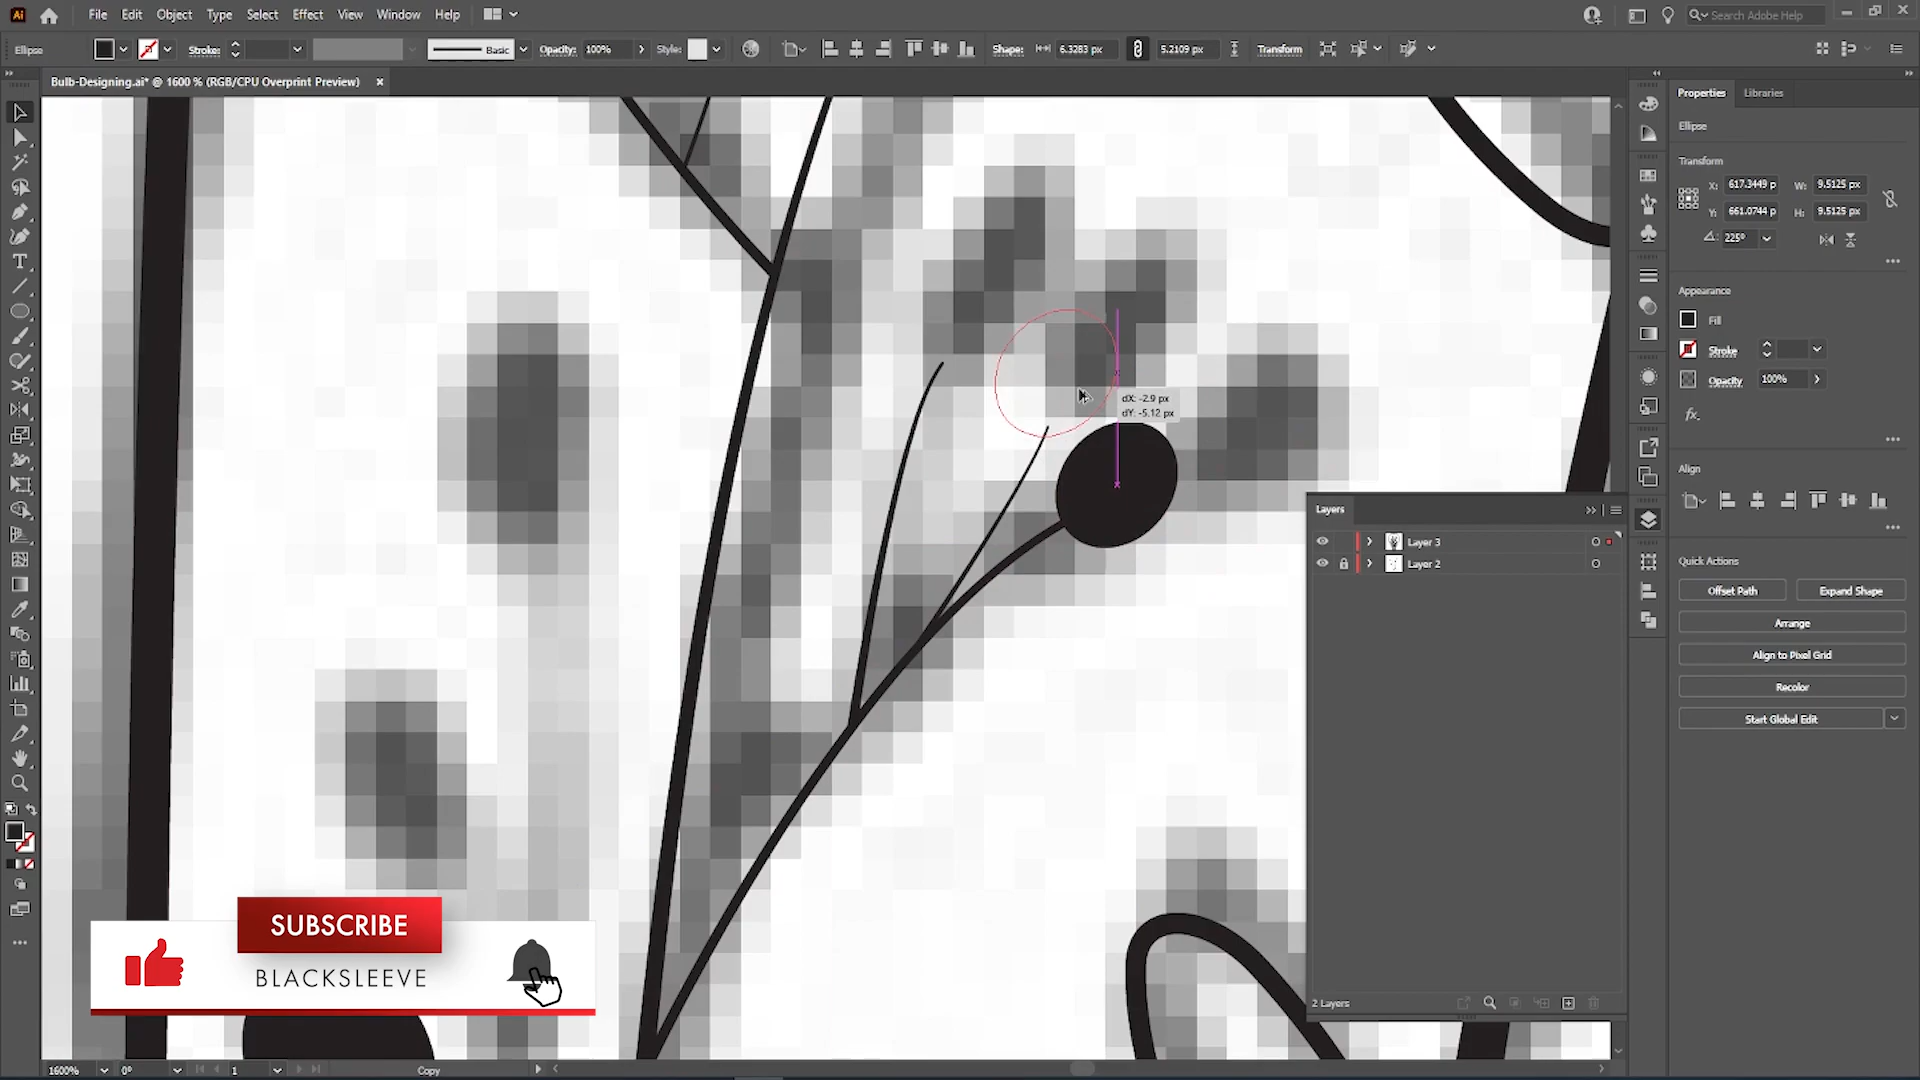 Ai File Edit Object Type Select Effect View Window Help Search Adobe Help
Ellipse Stroke: Basic Opacity: 100% Style: Shape: 6.3283 px 5.2109 px Transform
Bulb-Designing.ai* @ 1600 % (RGB/CPU Overprint Preview) ×
Properties Libraries
Ellipse
Transform
X: 617.3449 p W: 9.5125 px
Y: 661.0744 p H: 9.5125 px
225°
Appearance
Fill
Stroke
Opacity 100%
fx.
Align
Quick Actions
Offset Path Expand Shape
Arrange
Align to Pixel Grid
Recolor
Start Global Edit
dX: -2.9 px
dY: -5.12 px
Layers
Layer 3
Layer 2
2 Layers
SUBSCRIBE
BLACKSLEEVE
1600% 0° 1 Copy